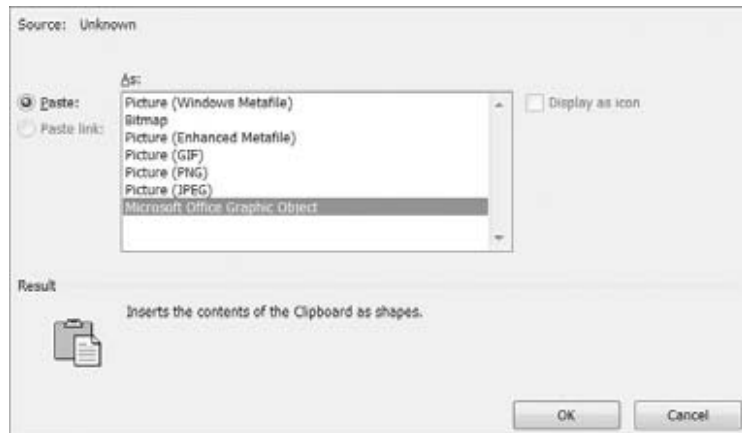 Source: Unknown
As:
Paste:
Paste link:
Picture (Windows Metafile)
Bitmap
Picture (Enhanced Metafile)
Picture (GIF)
Picture (PNG)
Picture (JPEG)
Microsoft Office Graphic Object
Display as icon
Result
Inserts the contents of the Clipboard as shapes.
OK
Cancel